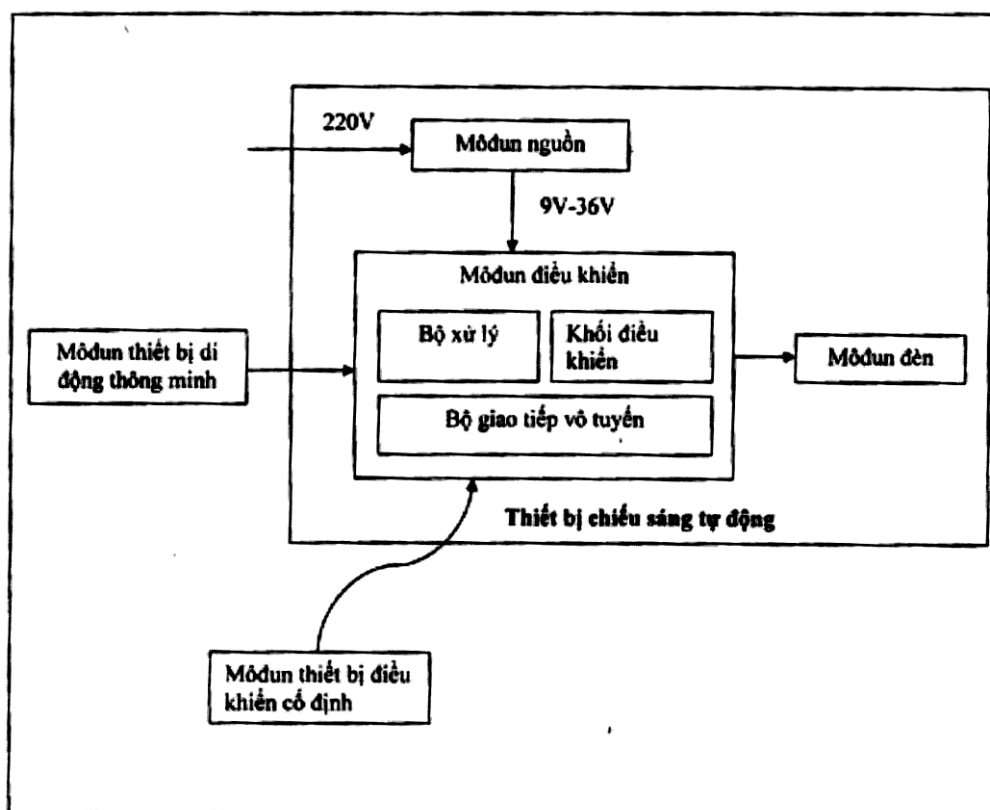 220V
Môđun nguồn
9V-36V
Môđun điều khiển
Bộ xử lý
Khối điều
khiển
Bộ giao tiếp vô tuyến
Môđun thiết bị di
động thông minh
Môđun đèn
Thiết bị chiếu sáng tự động
Môđun thiết bị điều
khiển cố định